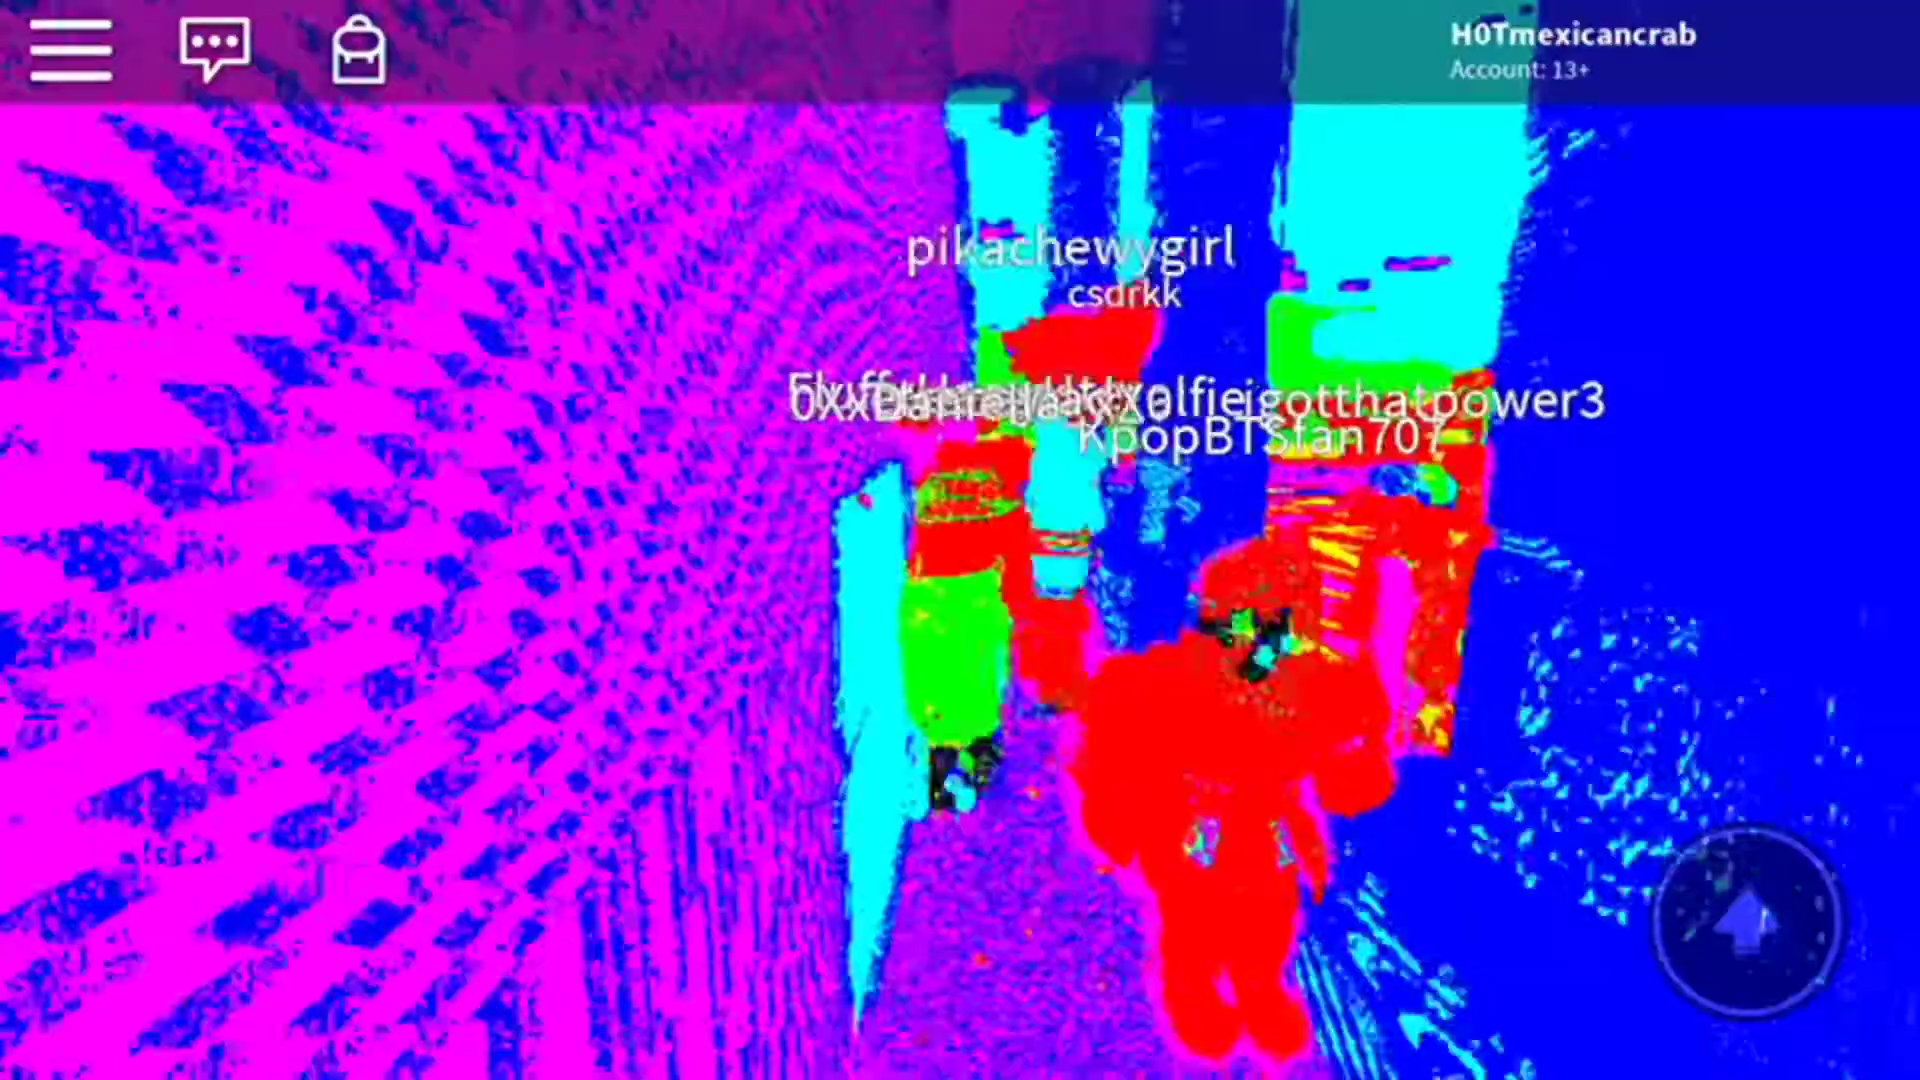 H0Tmexicancrab
Account: 13+
pikachewygirl
csdrkk
igotthatpower3
KpopBTSfan707